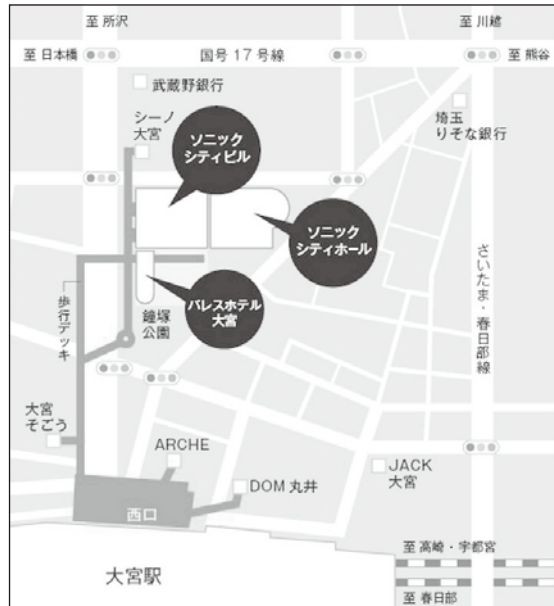 至 所沢
至 川越
至 日本橋
国号 17 号線
至 熊谷
武蔵野銀行
シーノ
大宮
埼玉
りそな銀行
ソニック
シティビル
ソニック
シティホール
さいたま・春日部線
パレスホテル
大宮
歩行デッキ
鐘塚
公園
大宮
そごう
ARCHE
JACK
大宮
DOM 丸井
西口
至 高崎・宇都宮
大宮駅
至 春日部